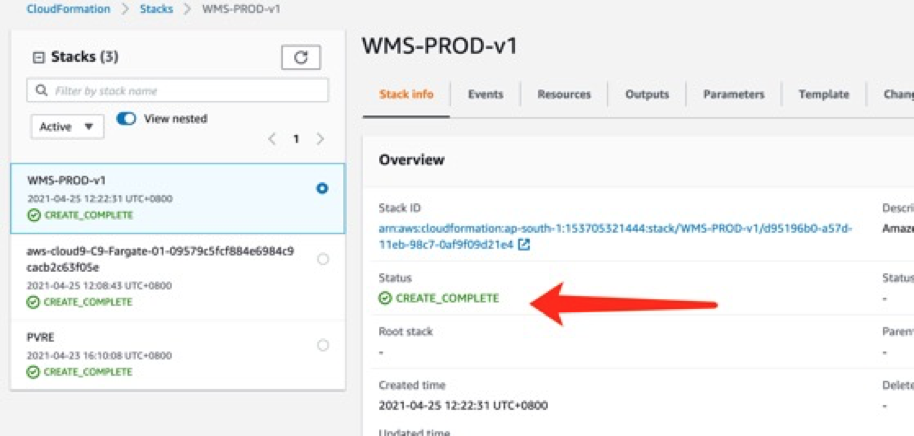 CloudFormation > Stacks > WMS-PROD-v1
Stacks (3)
Filter by stack name
Active ▼ View nested
< 1 >
WMS-PROD-v1
2021-04-25 12:22:31 UTC+0800
CREATE_COMPLETE
aws-cloud9-C9-Fargate-01-09579c5fcf884e6984c9
cacb2c63f05e
2021-04-25 12:08:43 UTC+0800
CREATE_COMPLETE
PVRE
2021-04-23 16:10:08 UTC+0800
CREATE_COMPLETE
WMS-PROD-v1
Stack info Events Resources Outputs Parameters Template Chang
Overview
Stack ID
arn:aws:cloudformation:ap-south-1:153705321444:stack/WMS-PROD-v1/d95196b0-a57d-
11eb-98c7-0af9f09d21e4
Descri
Amaz
Status
CREATE_COMPLETE
Status
-
Root stack
-
Paren
-
Created time
2021-04-25 12:22:31 UTC+0800
Delete
-
Updated time